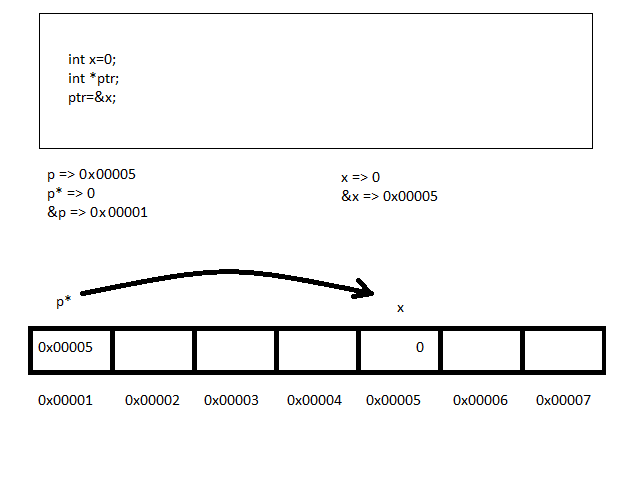 int x=0;
int *ptr;
ptr=&x;
p => 0x00005
p* => 0
&p => 0x00001
x => 0
&x => 0x00005
p*
x
0x00005 0
0x00001 0x00002 0x00003 0x00004 0x00005 0x00006 0x00007